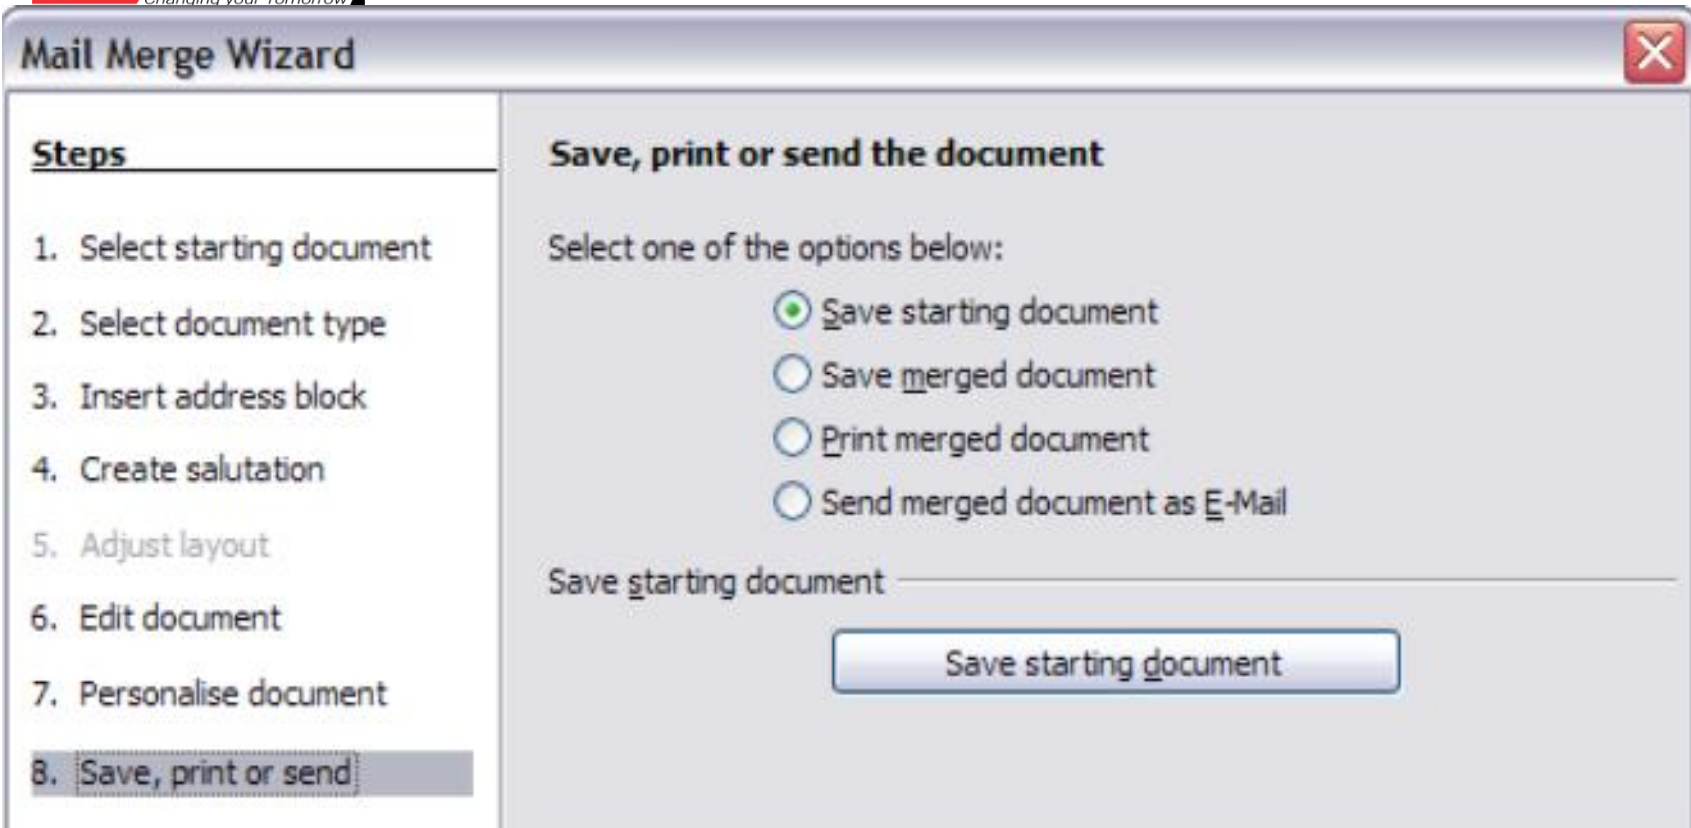 Changing your Tomorrow
Mail Merge Wizard
Steps
1. Select starting document
2. Select document type
3. Insert address block
4. Create salutation
5. Adjust layout
6. Edit document
7. Personalise document
8. Save, print or send
Save, print or send the document
Select one of the options below:
Save starting document
Save merged document
Print merged document
Send merged document as E-Mail
Save starting document
Save starting document